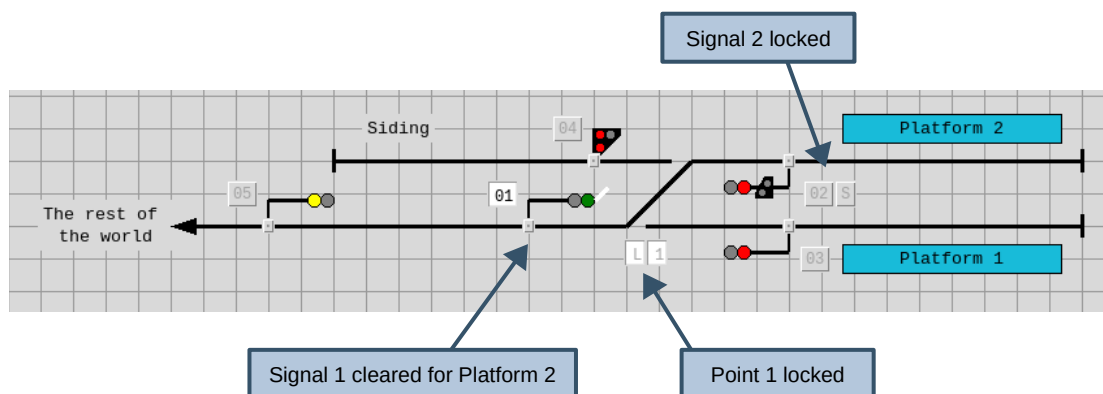 Signal 2 locked
Siding
04
Platform 2
05
01
02 S
The rest of
the world
L 1
03
Platform 1
Signal 1 cleared for Platform 2
Point 1 locked